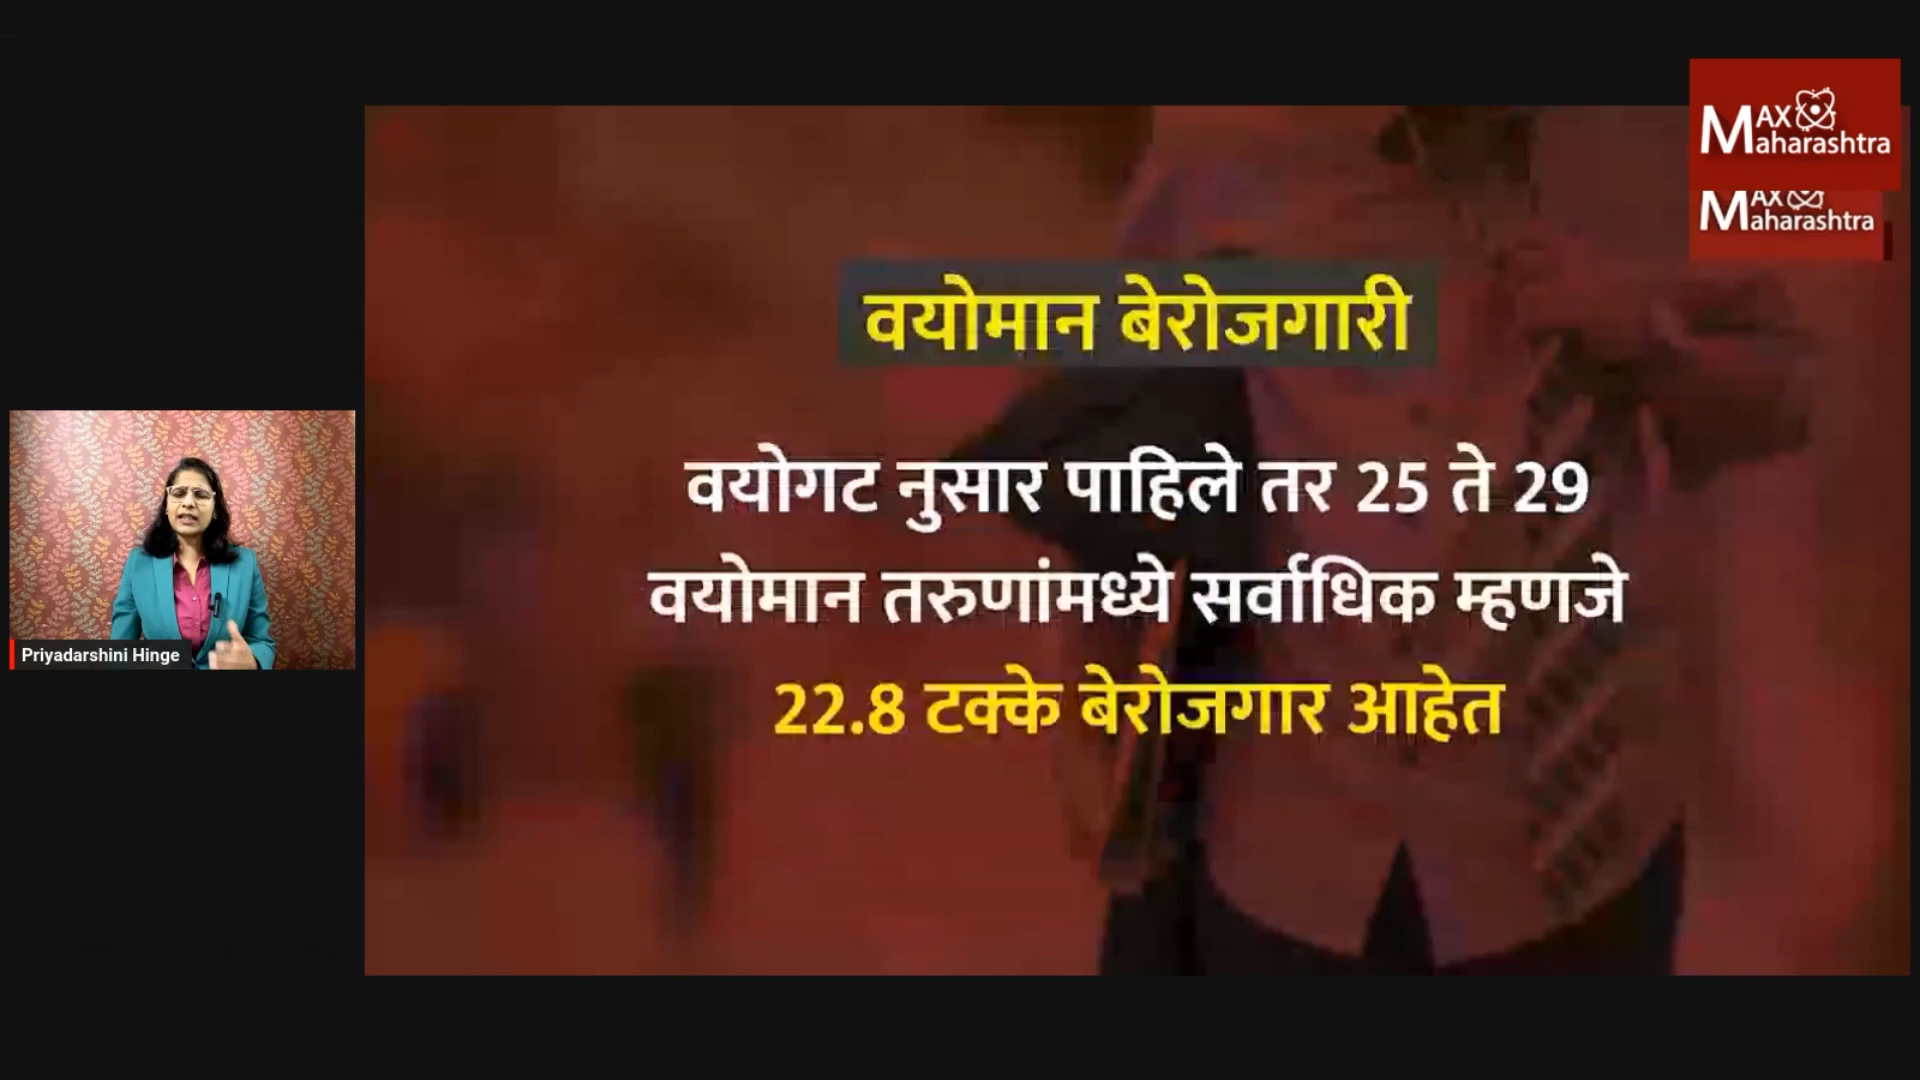 MAX
Maharashtra
MAX
Maharashtra
वयोमान बेरोजगारी
वयोगट नुसार पाहिले तर 25 ते 29
वयोमान तरुणांमध्ये सर्वाधिक म्हणजे
22.8 टक्के बेरोजगार आहेत
Priyadarshini Hinge